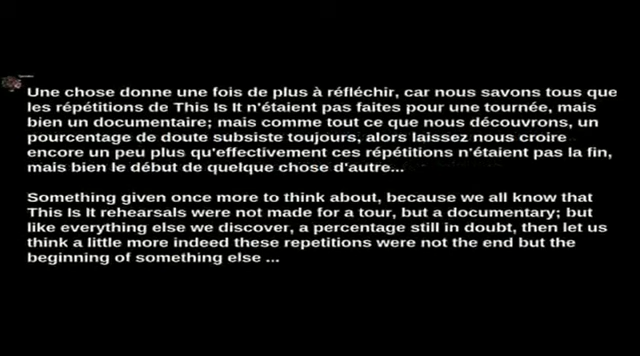 Une chose donne une fois de plus à réfléchir, car nous savons tous que
les répétitions de This Is It n'étaient pas faites pour une tournée, mais
bien un documentaire; mais comme tout ce que nous découvrons, un
pourcentage de doute subsiste toujours, alors laissez nous croire
encore un peu plus qu'effectivement ces répétitions n'étaient pas la fin,
mais bien le début de quelque chose d'autre...
Something given once more to think about, because we all know that
This Is It rehearsals were not made for a tour, but a documentary; but
like everything else we discover, a percentage still in doubt, then let us
think a little more indeed these repetitions were not the end but the
beginning of something else ...